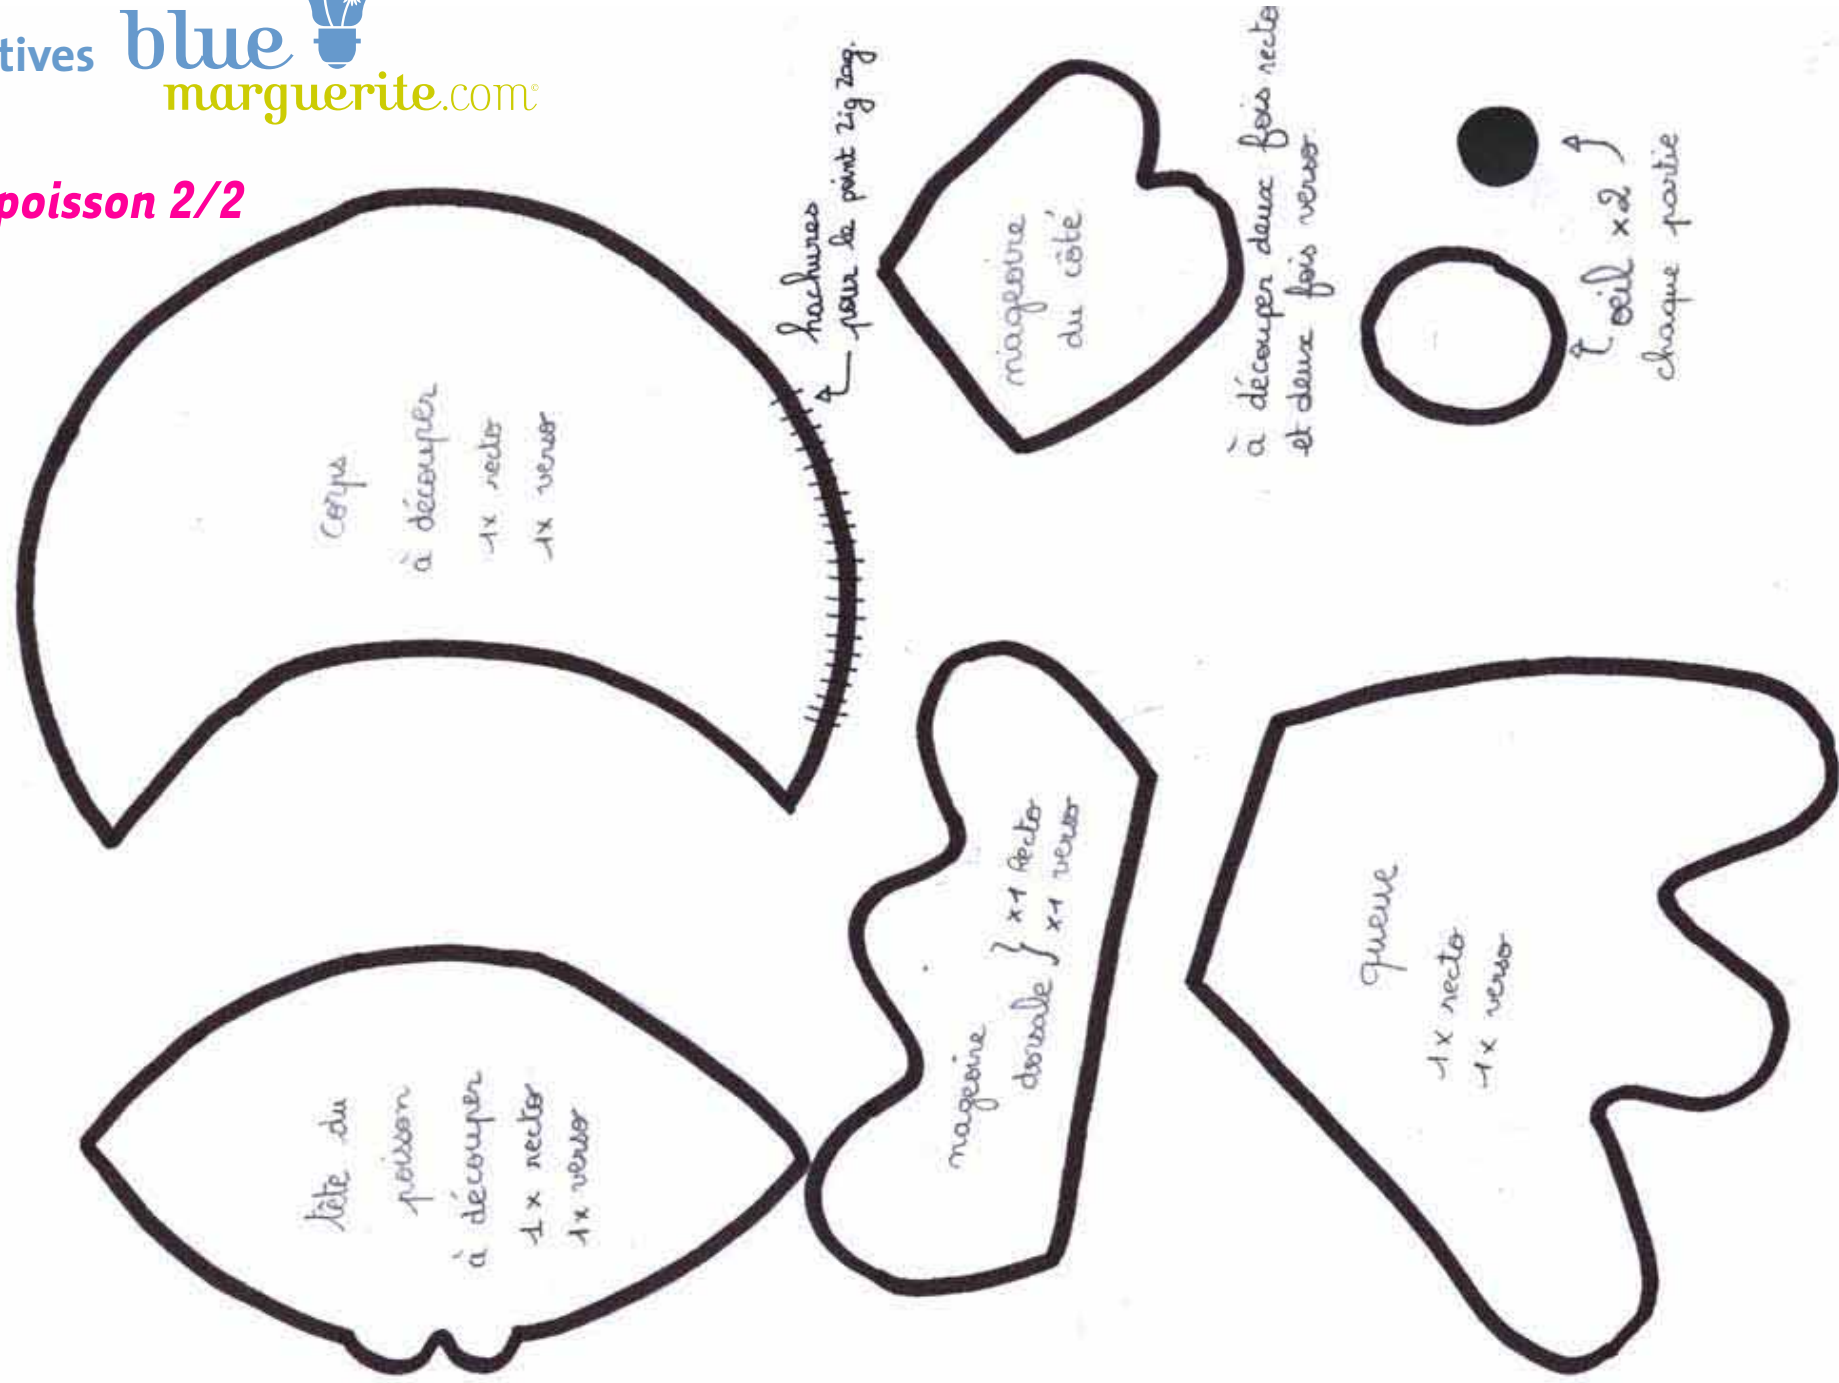 tives blue
marguerite.com
poisson 2/2
corps
à découper
1x recto
1x verso
hachures
pour le point zig zag.
nageoire
du côté
à découper deux fois recto
et deux fois verso
oeil x2
chaque partie
tête du
poisson
à découper
1x recto
1x verso
nageoire
dorsale } x1 Recto
x1 verso
queue
1x recto
1x verso